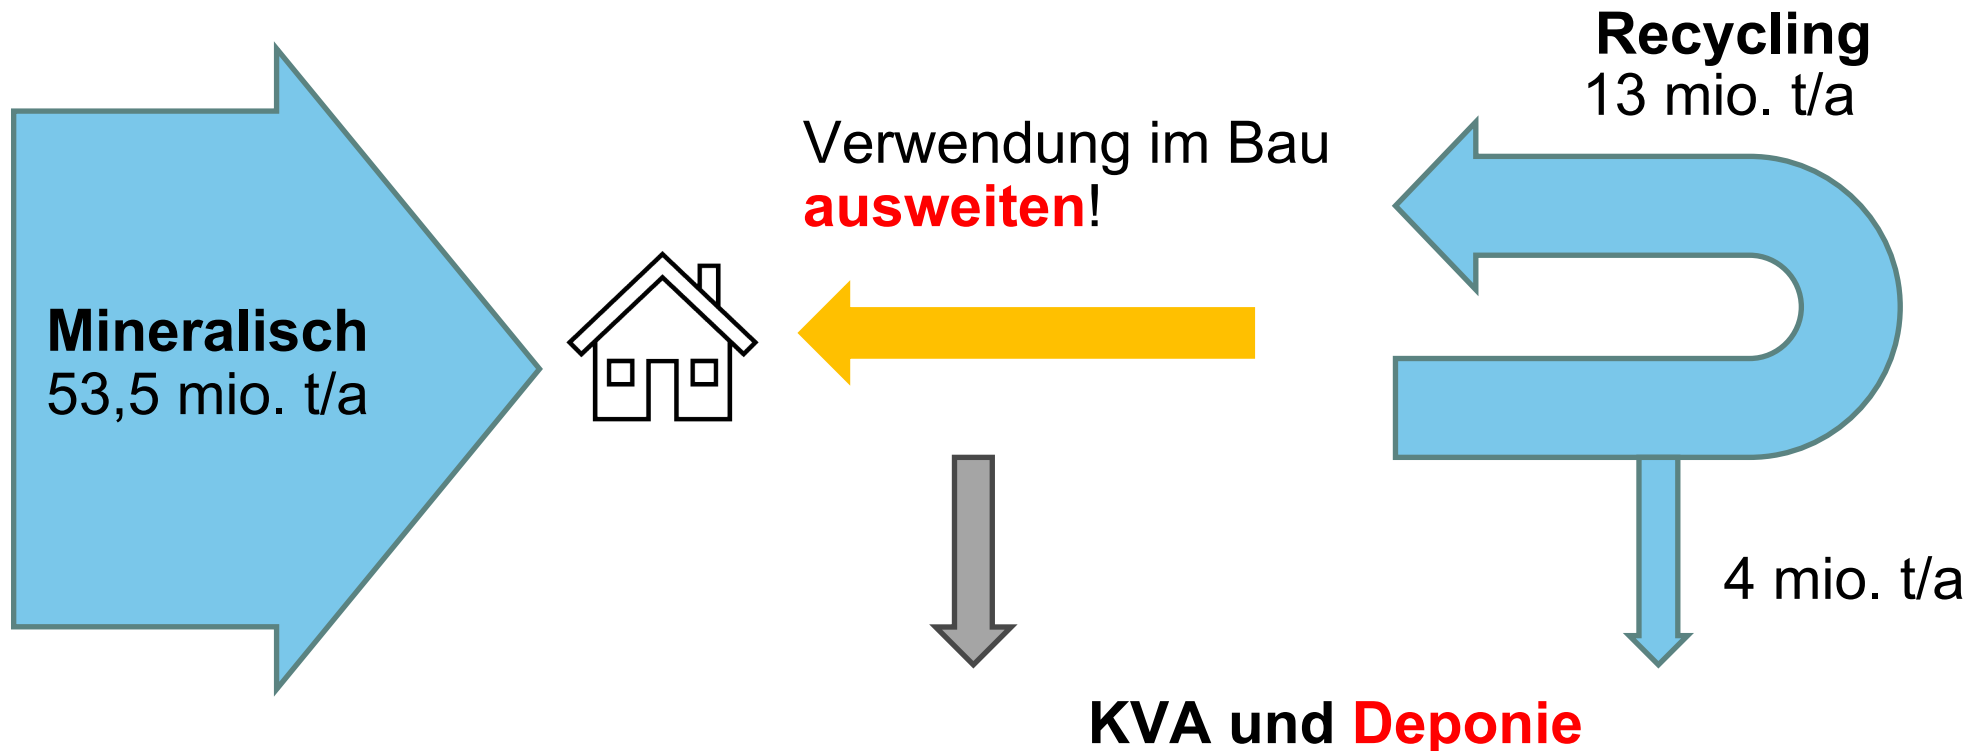 Recycling
13 mio. t/a
Verwendung im Bau
ausweiten!
Mineralisch
53,5 mio. t/a
4 mio. t/a
KVA und Deponie